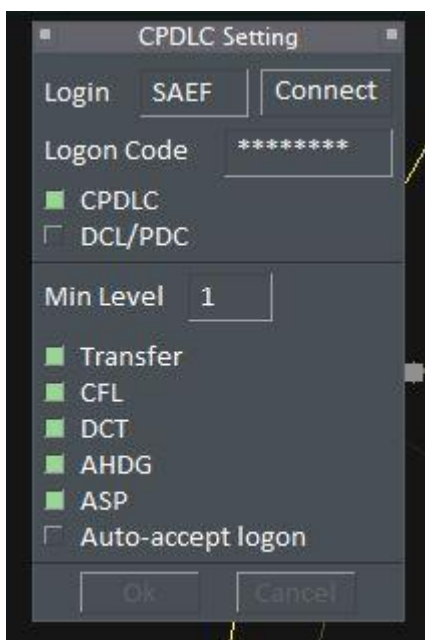 CPDLC Setting
Login SAEF Connect
Logon Code ********
CPDLC
DCL/PDC
Min Level 1
Transfer
CFL
DCT
AHDG
ASP
Auto-accept logon
Ok Cancel